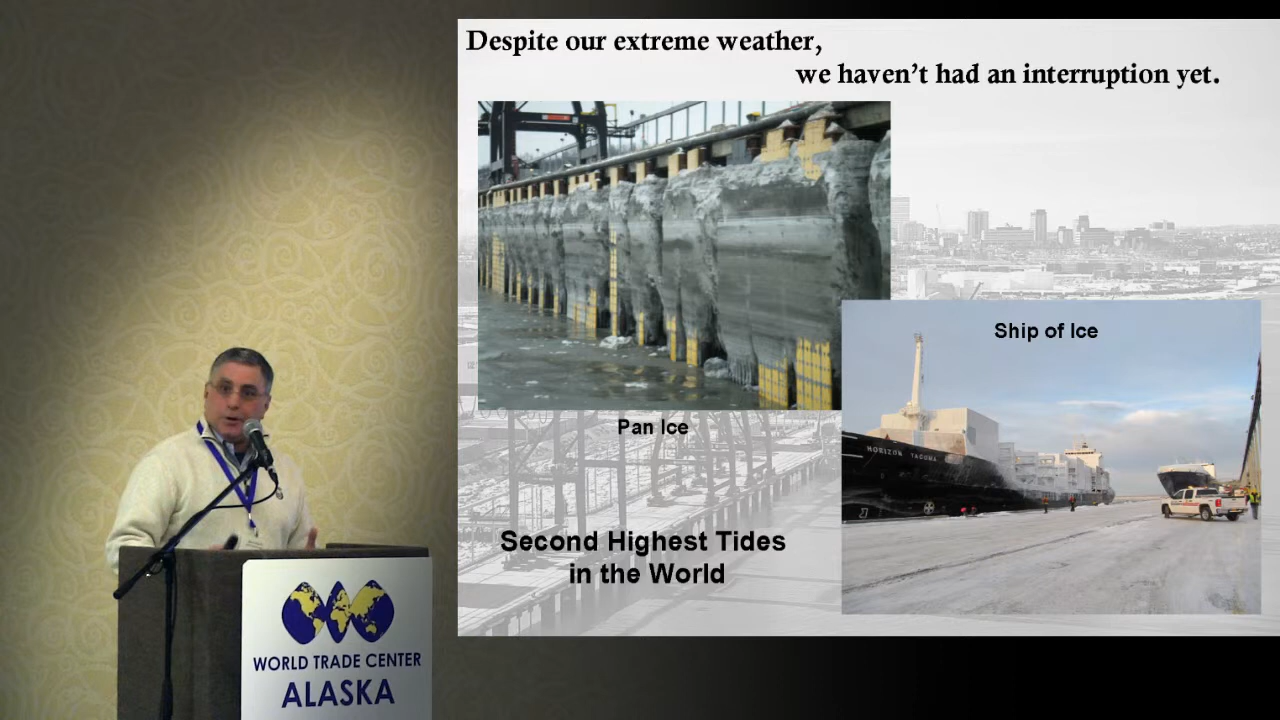 Despite our extreme weather,
we haven't had an interruption yet.
Ship of Ice
Pan Ice
HORIZON TACOMA
Second Highest Tides
in the World
WORLD TRADE CENTER
ALASKA